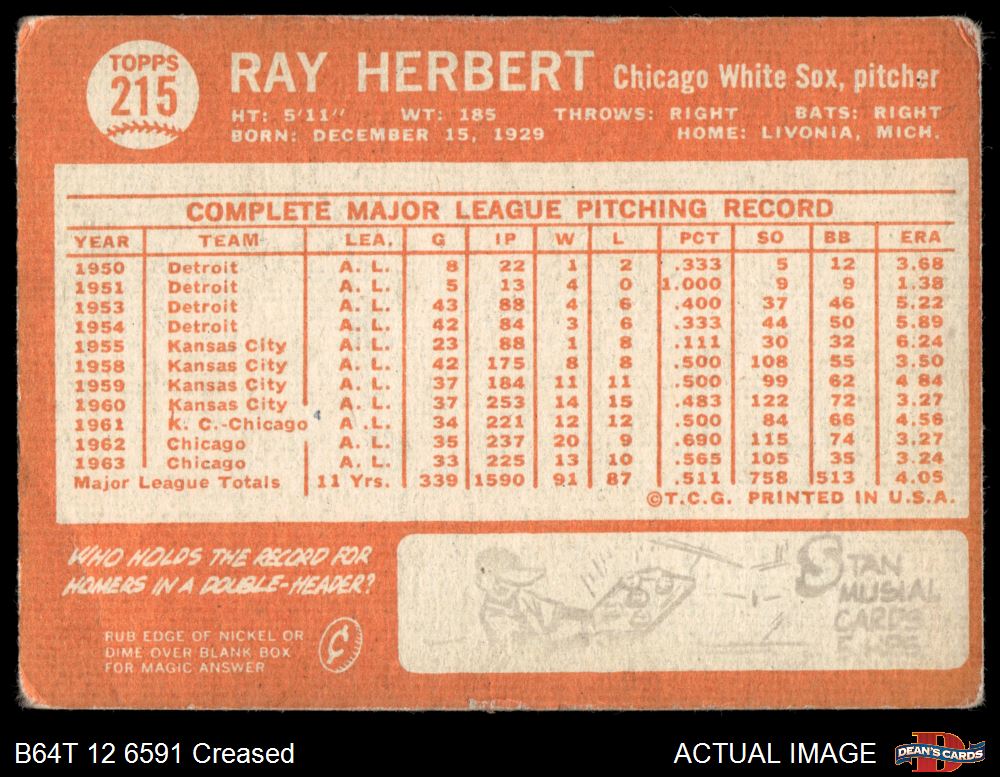 TOPPS
215
RAY HERBERT Chicago White Sox, pitcher
HT: 5'11" WT: 185 THROWS: RIGHT BATS: RIGHT
BORN: DECEMBER 15, 1929 HOME: LIVONIA, MICH.
COMPLETE MAJOR LEAGUE PITCHING RECORD
YEAR TEAM LEA. G IP W L PCT SO BB ERA
1950 Detroit A. L. 8 22 1 2 .333 5 12 3.68
1951 Detroit A. L. 5 13 4 0 1.000 9 9 1.38
1953 Detroit A. L. 43 88 4 6 .400 37 46 5.22
1954 Detroit A. L. 42 84 3 6 .333 44 50 5.89
1955 Kansas City A. L. 23 88 1 8 .111 30 32 6.24
1958 Kansas City A. L. 42 175 8 8 .500 108 55 3.50
1959 Kansas City A. L. 37 184 11 11 .500 99 62 4.84
1960 Kansas City A. L. 37 253 14 15 .483 122 72 3.27
1961 K. C.-Chicago A. L. 34 221 12 12 .500 84 66 4.56
1962 Chicago A. L. 35 237 20 9 .690 115 74 3.27
1963 Chicago A. L. 33 225 13 10 .565 105 35 3.24
Major League Totals 11 Yrs. 339 1590 91 87 .511 758 513 4.05
©T.C.G. PRINTED IN U.S.A.
WHO HOLDS THE RECORD FOR
HOMERS IN A DOUBLE-HEADER?
RUB EDGE OF NICKEL OR
DIME OVER BLANK BOX
FOR MAGIC ANSWER
¢
STAN
MUSIAL
CARDS
B64T 12 6591 Creased ACTUAL IMAGE DEAN'S CARDS